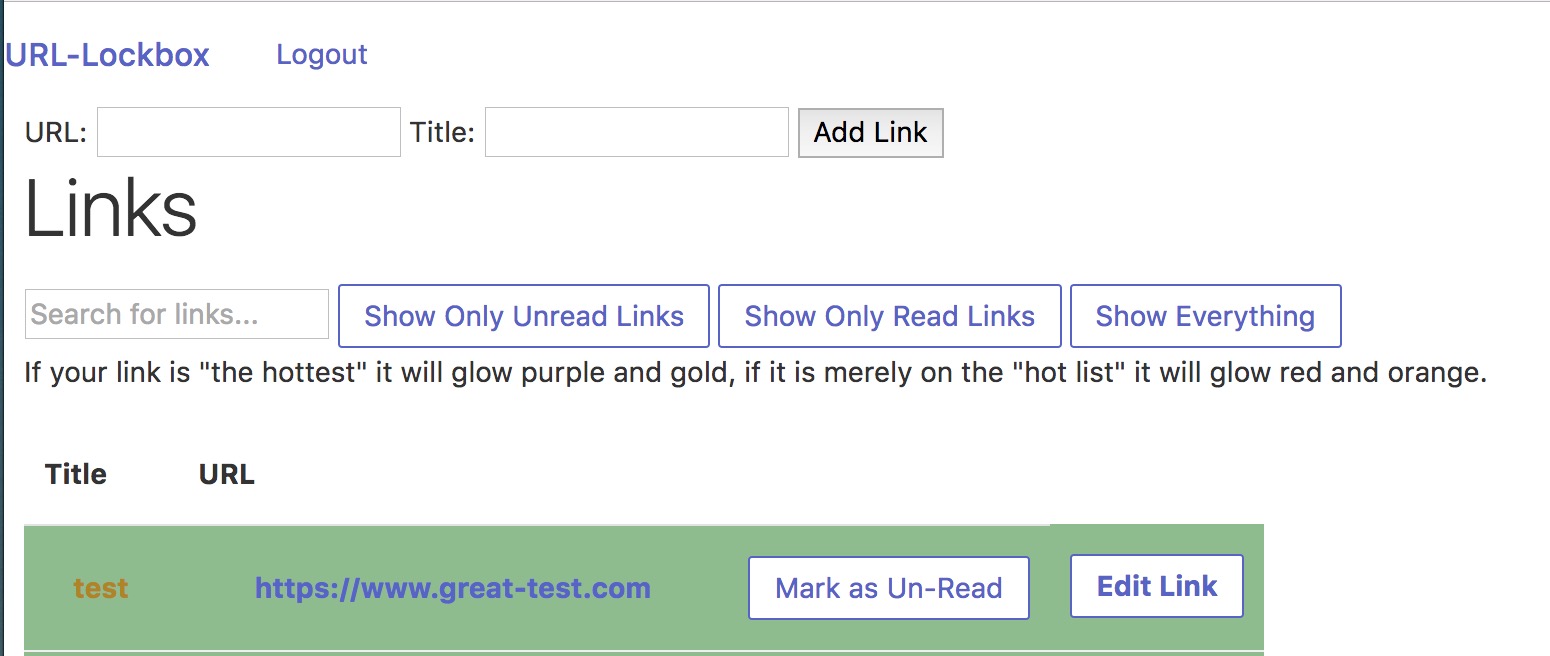 URL-Lockbox Logout
URL: Title: Add Link
Links
Search for links... Show Only Unread Links Show Only Read Links Show Everything
If your link is "the hottest" it will glow purple and gold, if it is merely on the "hot list" it will glow red and orange.
Title URL
test https://www.great-test.com Mark as Un-Read Edit Link